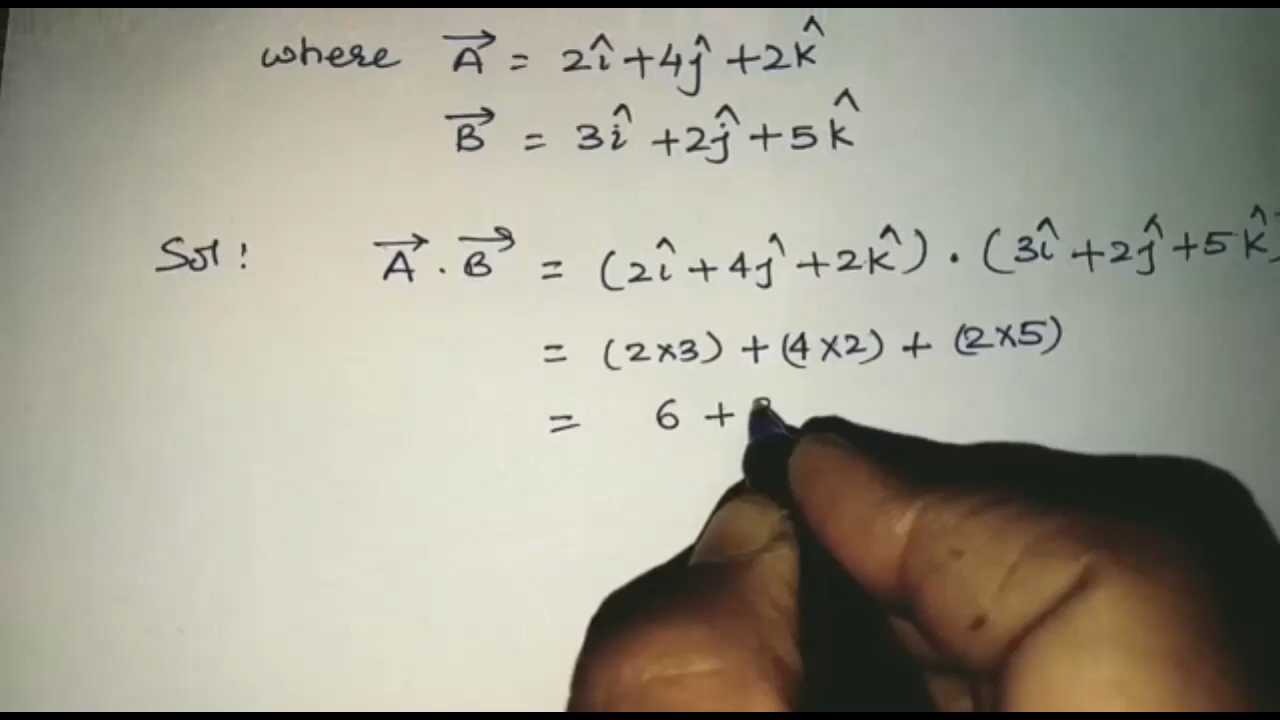 where A⃗ = 2î + 4ĵ + 2k̂
B⃗ = 3î + 2ĵ + 5k̂
Sol: A⃗ . B⃗ = (2î + 4ĵ + 2k̂) . (3î + 2ĵ + 5k̂)
= (2×3) + (4×2) + (2×5)
= 6 +